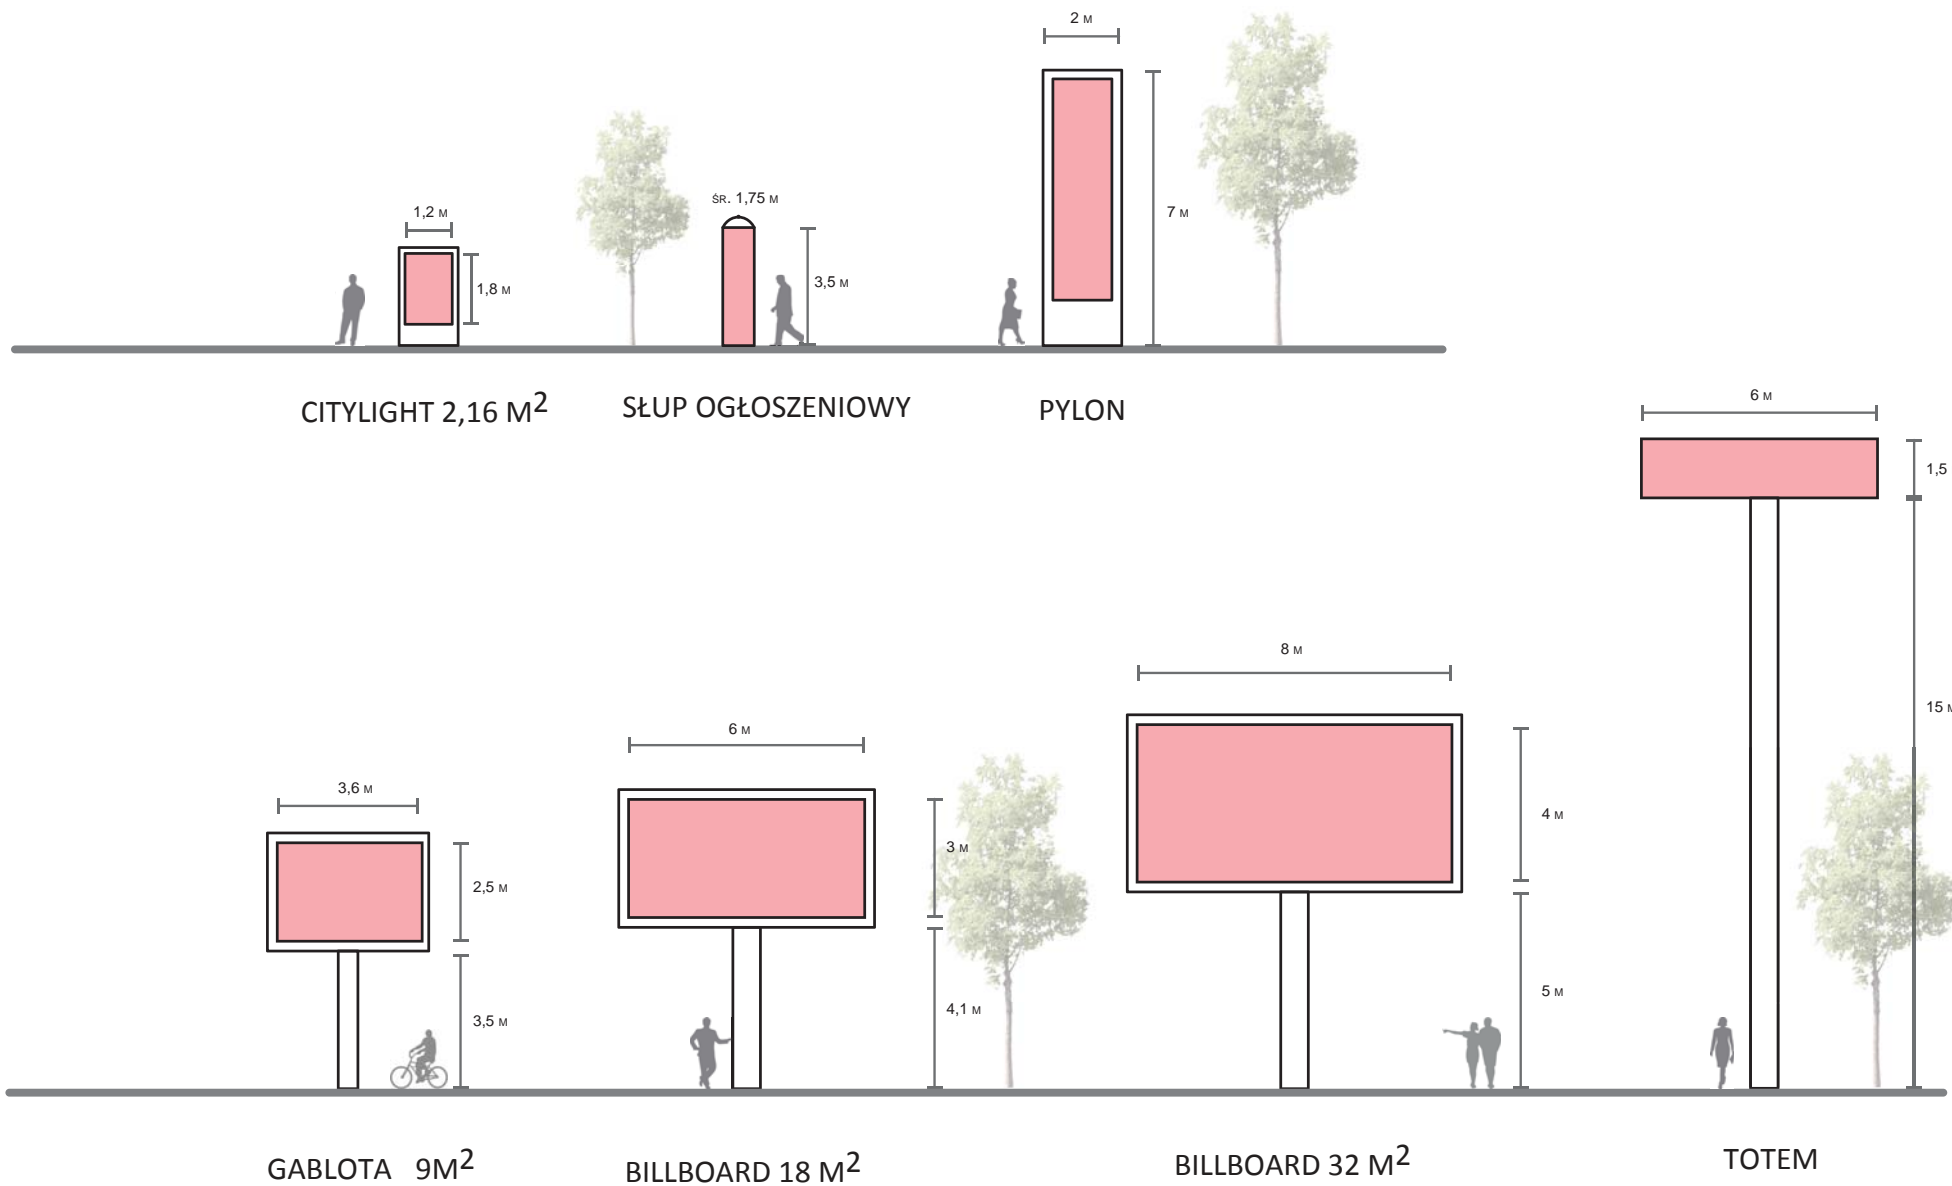 2 м
ŚR. 1,75 м
1,2 м
7 м
3,5 м
1,8 м
CITYLIGHT 2,16 M²
SŁUP OGŁOSZENIOWY
PYLON
6 м
1,5
8 м
15 м
6 м
3,6 м
4 м
3 м
2,5 м
5 м
4,1 м
3,5 м
GABLOTA 9M²
BILLBOARD 18 M²
BILLBOARD 32 M²
TOTEM